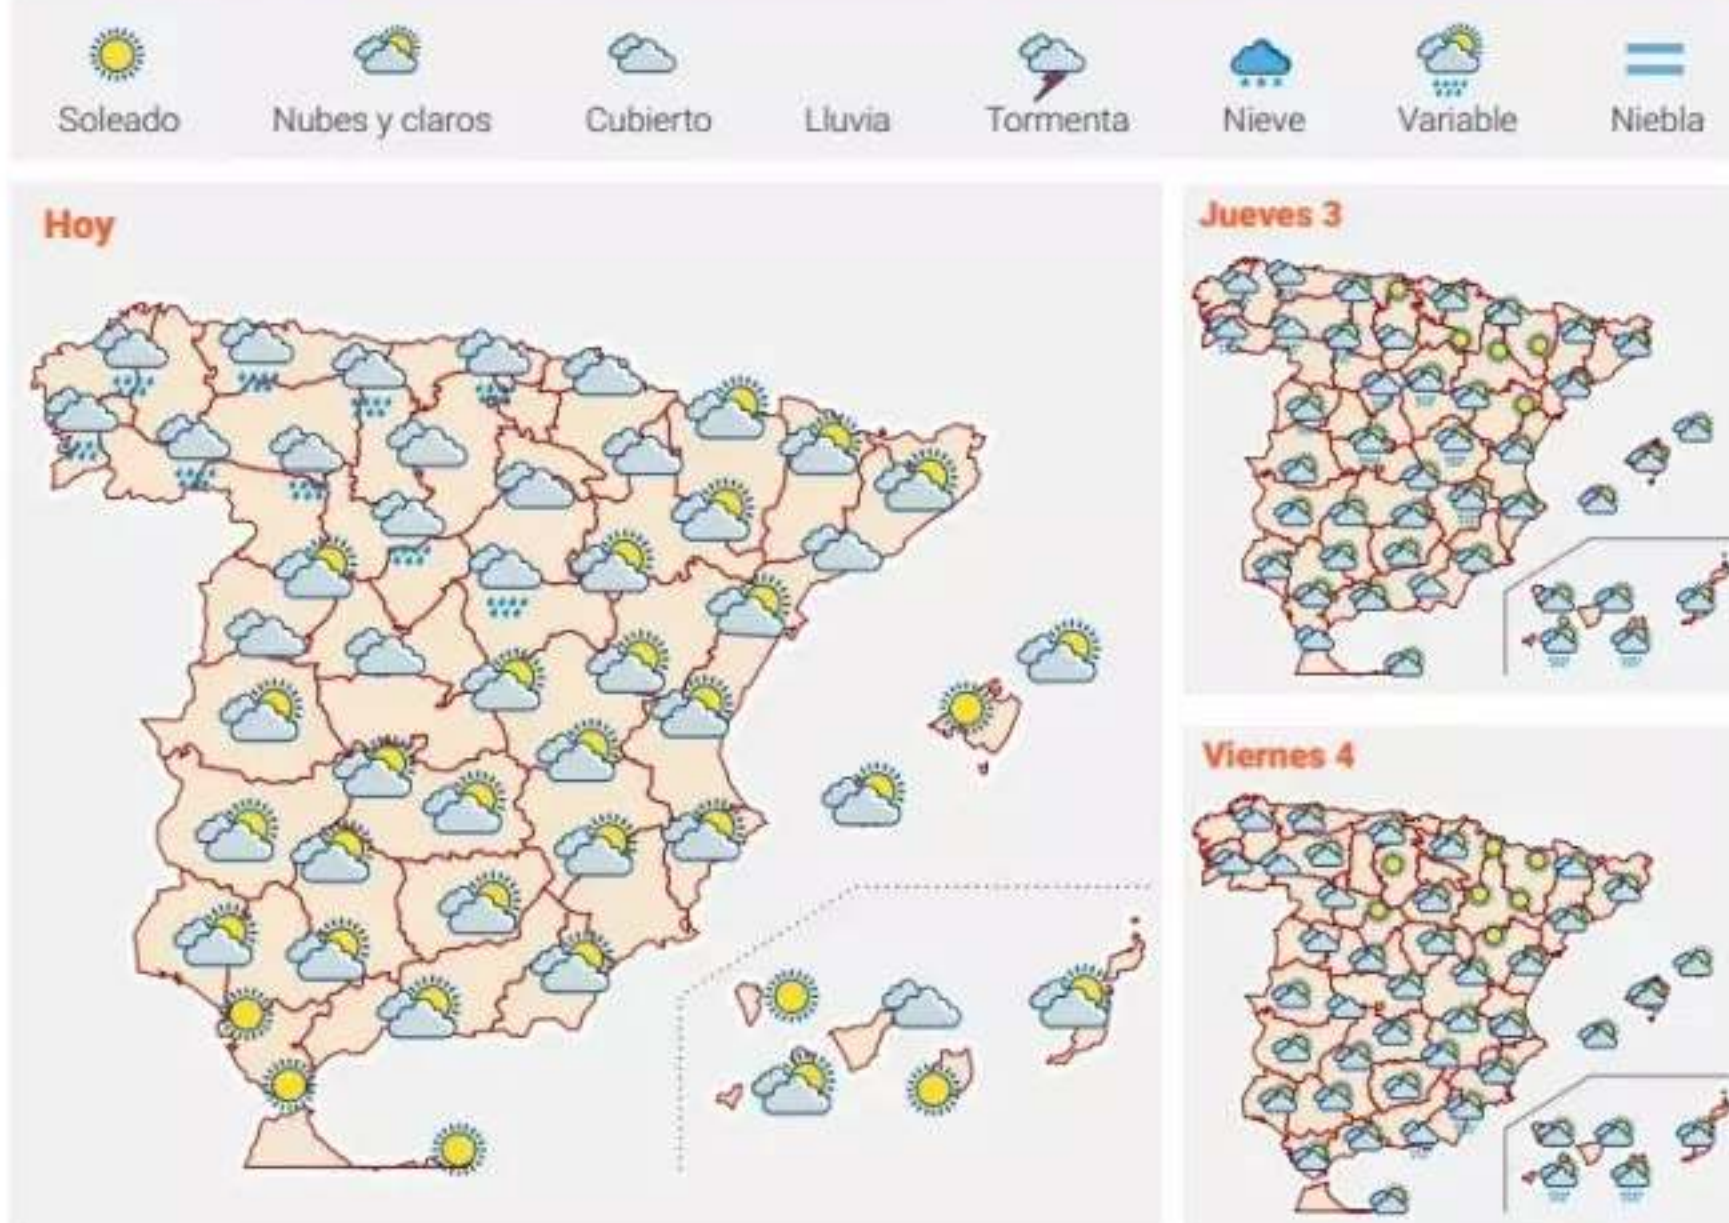 Soleado
Nubes y claros
Cubierto
Lluvia
Tormenta
Nieve
Variable
Niebla
Hoy
Jueves 3
Viernes 4